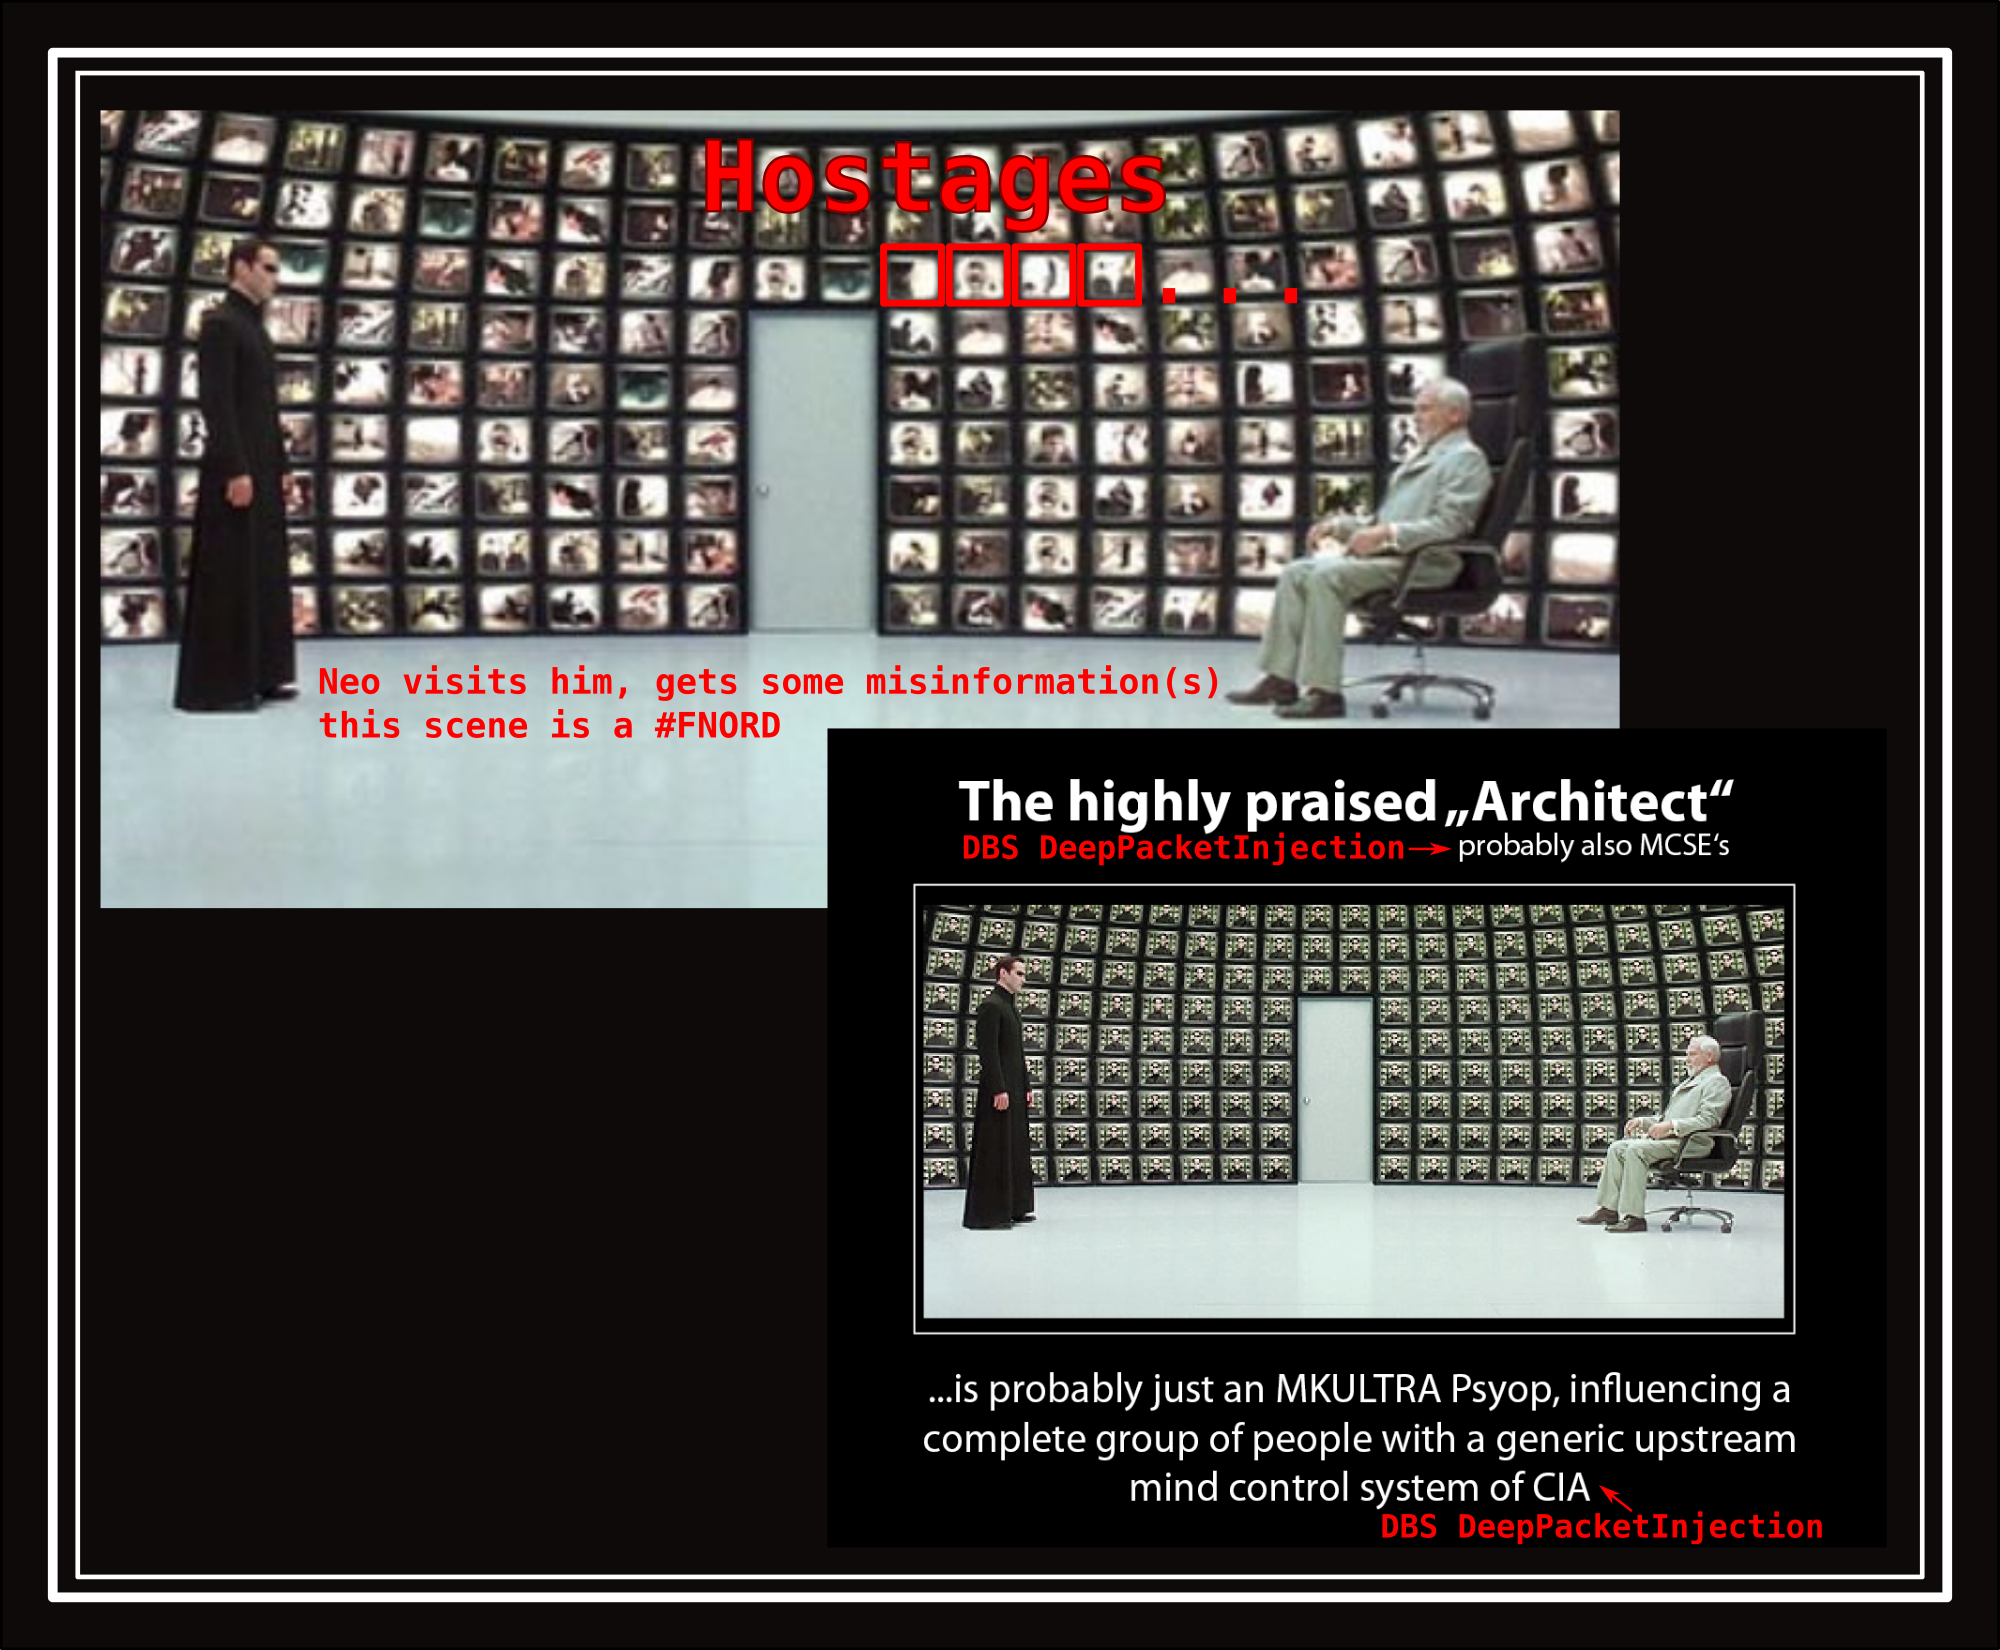 Hostages
. . .
Neo visits him, gets some misinformation(s)
this scene is a #FNORD
The highly praised „Architect“
DBS DeepPacketInjection probably also MCSE‘s
...is probably just an MKULTRA Psyop, influencing a
complete group of people with a generic upstream
mind control system of CIA
DBS DeepPacketInjection